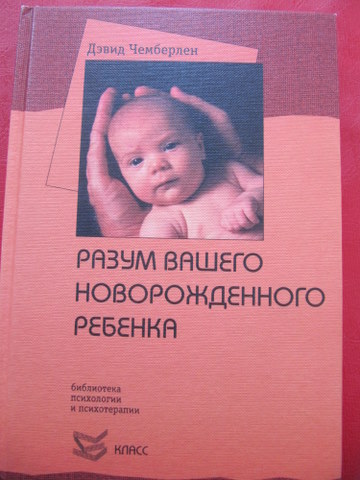 Дэвид Чемберлен
РАЗУМ ВАШЕГО
НОВОРОЖДЕННОГО
РЕБЕНКА
библиотека
психологии
и психотерапии
КЛАСС